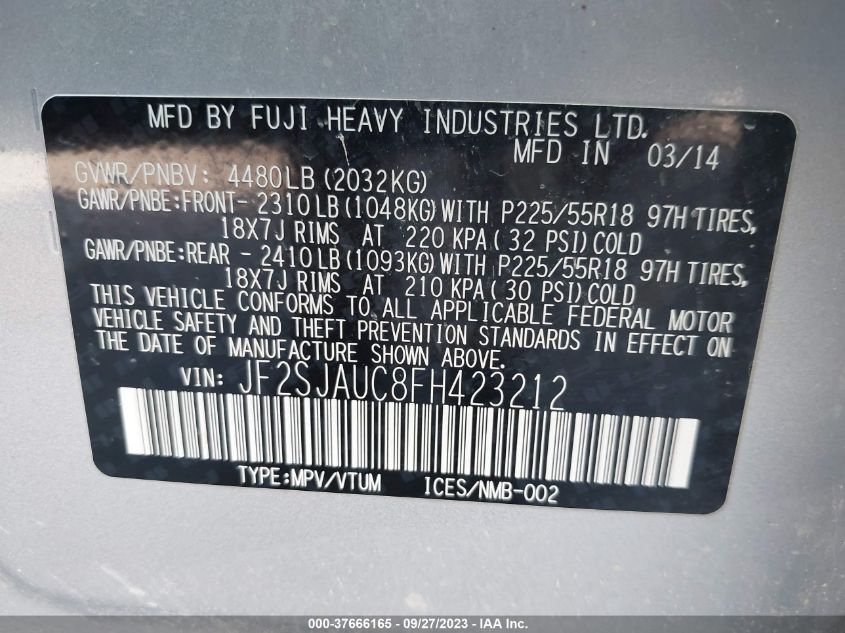 MFD BY FUJI HEAVY INDUSTRIES LTD.
MFD IN 03/14
GVWR/PNBV: 4480LB(2032KG)
GAWR/PNBE:FRONT- 2310LB(1048KG)WITH P225/55R18 97H TIRES,
18X7J RIMS AT 220 KPA(32 PSI)COLD
GAWR/PNBE:REAR - 2410LB(1093KG)WITH P225/55R18 97H TIRES,
18X7J RIMS AT 210 KPA(30 PSI)COLD
THIS VEHICLE CONFORMS TO ALL APPLICABLE FEDERAL MOTOR
VEHICLE SAFETY AND THEFT PREVENTION STANDARDS IN EFFECT ON
THE DATE OF MANUFACTURE SHOWN ABOVE.
VIN: JF2SJAUC8FH423212
TYPE:MPV/VTUM ICES/NMB-002
000-37666165 - 09/27/2023 - IAA Inc.